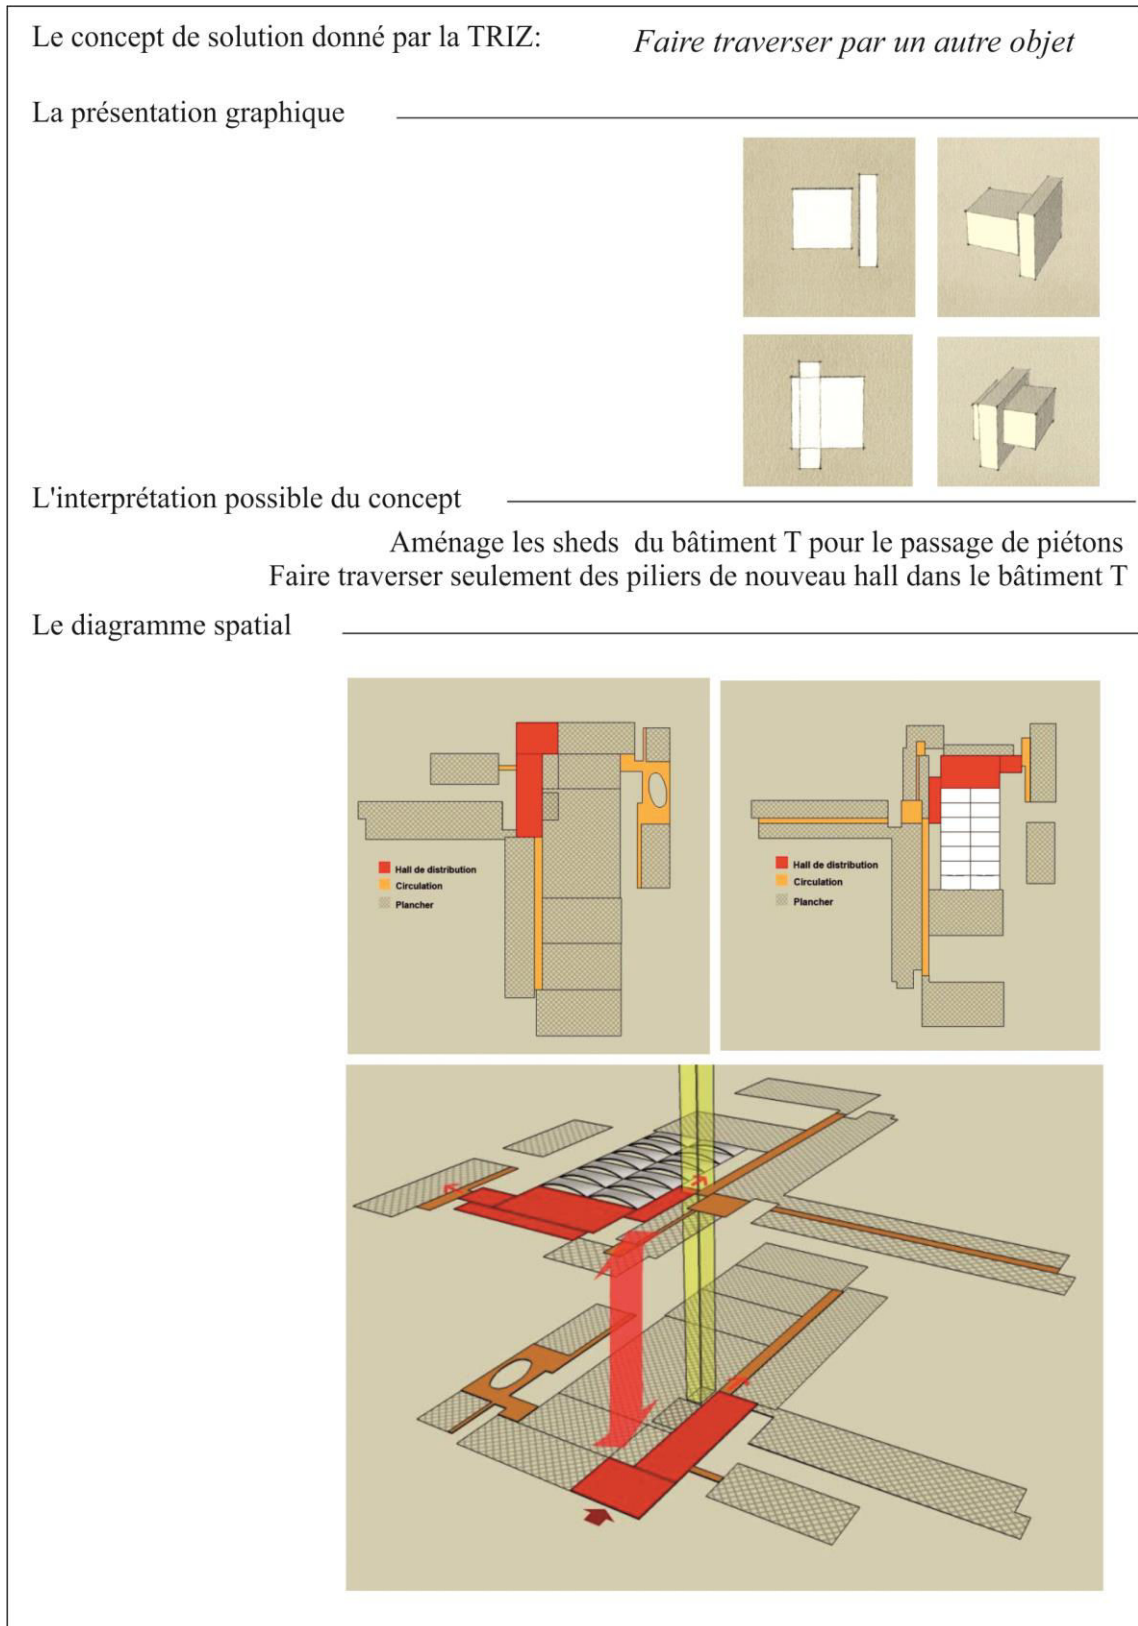 Le concept de solution donné par la TRIZ: Faire traverser par un autre objet
La présentation graphique
L'interprétation possible du concept
Aménage les sheds du bâtiment T pour le passage de piétons
Faire traverser seulement des piliers de nouveau hall dans le bâtiment T
Le diagramme spatial
Hall de distribution
Circulation
Plancher
Hall de distribution
Circulation
Plancher